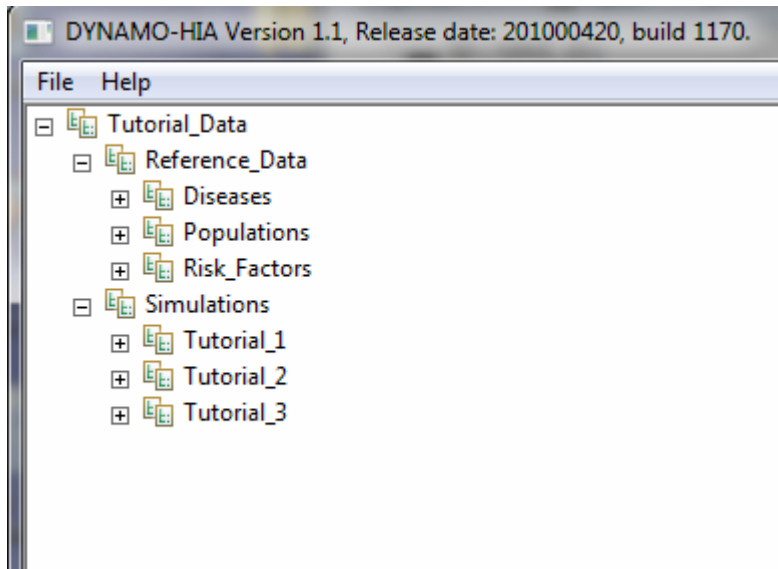 DYNAMO-HIA Version 1.1, Release date: 201000420, build 1170.
File Help
Tutorial_Data
Reference_Data
Diseases
Populations
Risk_Factors
Simulations
Tutorial_1
Tutorial_2
Tutorial_3